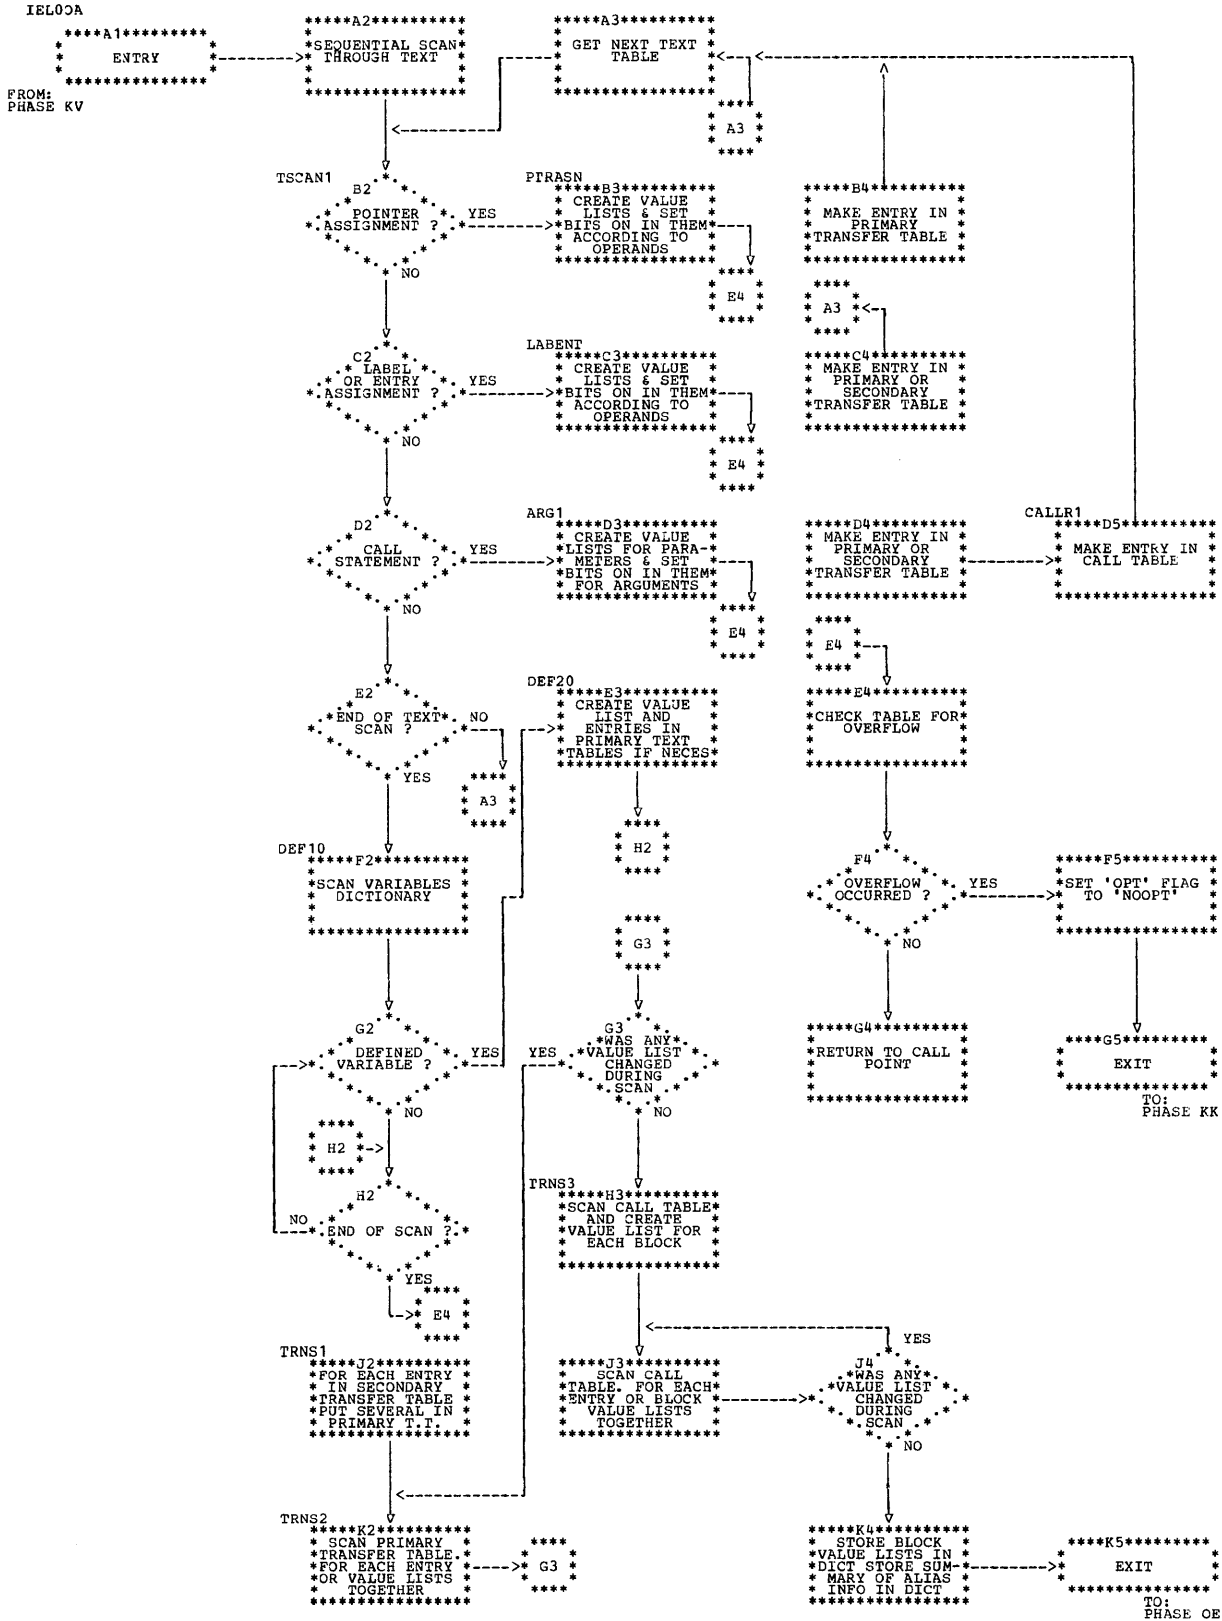 IEL0OA
A1
ENTRY
FROM:
PHASE KV
A2
SEQUENTIAL SCAN
THROUGH TEXT
A3
GET NEXT TEXT
TABLE
A3
TSCAN1
B2
POINTER
ASSIGNMENT ?
YES
NO
PTRASN
B3
CREATE VALUE
LISTS & SET
BITS ON IN THEM
ACCORDING TO
OPERANDS
E4
B4
MAKE ENTRY IN
PRIMARY
TRANSFER TABLE
A3
C2
LABEL
OR ENTRY
ASSIGNMENT ?
YES
NO
LABENT
C3
CREATE VALUE
LISTS & SET
BITS ON IN THEM
ACCORDING TO
OPERANDS
E4
C4
MAKE ENTRY IN
PRIMARY OR
SECONDARY
TRANSFER TABLE
D2
CALL
STATEMENT ?
YES
NO
ARG1
D3
CREATE VALUE
LISTS FOR PARA-
METERS & SET
BITS ON IN THEM
FOR ARGUMENTS
E4
D4
MAKE ENTRY IN
PRIMARY OR
SECONDARY
TRANSFER TABLE
CALLR1
D5
MAKE ENTRY IN
CALL TABLE
E2
END OF TEXT
SCAN ?
NO
YES
A3
DEF20
E3
CREATE VALUE
LIST AND
ENTRIES IN
PRIMARY TEXT
TABLES IF NECES
H2
E4
E4
CHECK TABLE FOR
OVERFLOW
DEF10
F2
SCAN VARIABLES
DICTIONARY
F4
OVERFLOW
OCCURRED ?
YES
NO
F5
SET 'OPT' FLAG
TO 'NOOPT'
G2
DEFINED
VARIABLE ?
YES
NO
G3
G3
WAS ANY
VALUE LIST
CHANGED
DURING
SCAN
YES
NO
G4
RETURN TO CALL
POINT
G5
EXIT
TO:
PHASE KK
H2
H2
END OF SCAN ?
NO
YES
E4
TRNS3
H3
SCAN CALL TABLE
AND CREATE
VALUE LIST FOR
EACH BLOCK
TRNS1
J2
FOR EACH ENTRY
IN SECONDARY
TRANSFER TABLE
PUT SEVERAL IN
PRIMARY T.T.
J3
SCAN CALL
TABLE. FOR EACH
ENTRY OR BLOCK
VALUE LISTS
TOGETHER
YES
J4
WAS ANY
VALUE LIST
CHANGED
DURING
SCAN
NO
TRNS2
K2
SCAN PRIMARY
TRANSFER TABLE.
FOR EACH ENTRY
OR VALUE LISTS
TOGETHER
G3
K4
STORE BLOCK
VALUE LISTS IN
DICT STORE SUM-
MARY OF ALIAS
INFO IN DICT
K5
EXIT
TO:
PHASE OE